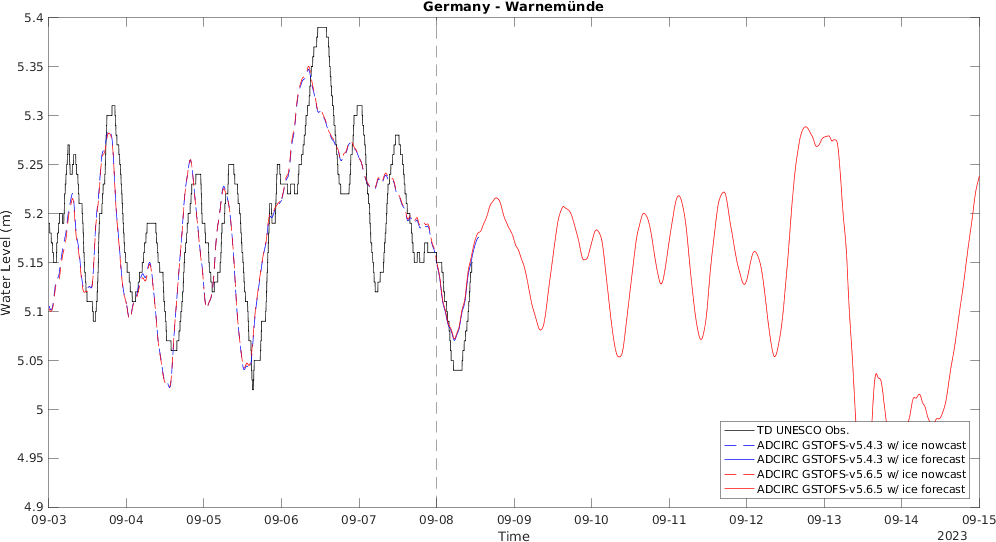 Germany - Warnemünde
5.4
5.35
5.3
5.25
5.2
5.15
5.1
5.05
5
4.95
4.9
Water Level (m)
TD UNESCO Obs.
ADCIRC GSTOFS-v5.4.3 w/ ice nowcast
ADCIRC GSTOFS-v5.4.3 w/ ice forecast
ADCIRC GSTOFS-v5.6.5 w/ ice nowcast
ADCIRC GSTOFS-v5.6.5 w/ ice forecast
09-03 09-04 09-05 09-06 09-07 09-08 09-09 09-10 09-11 09-12 09-13 09-14 09-15
Time
2023